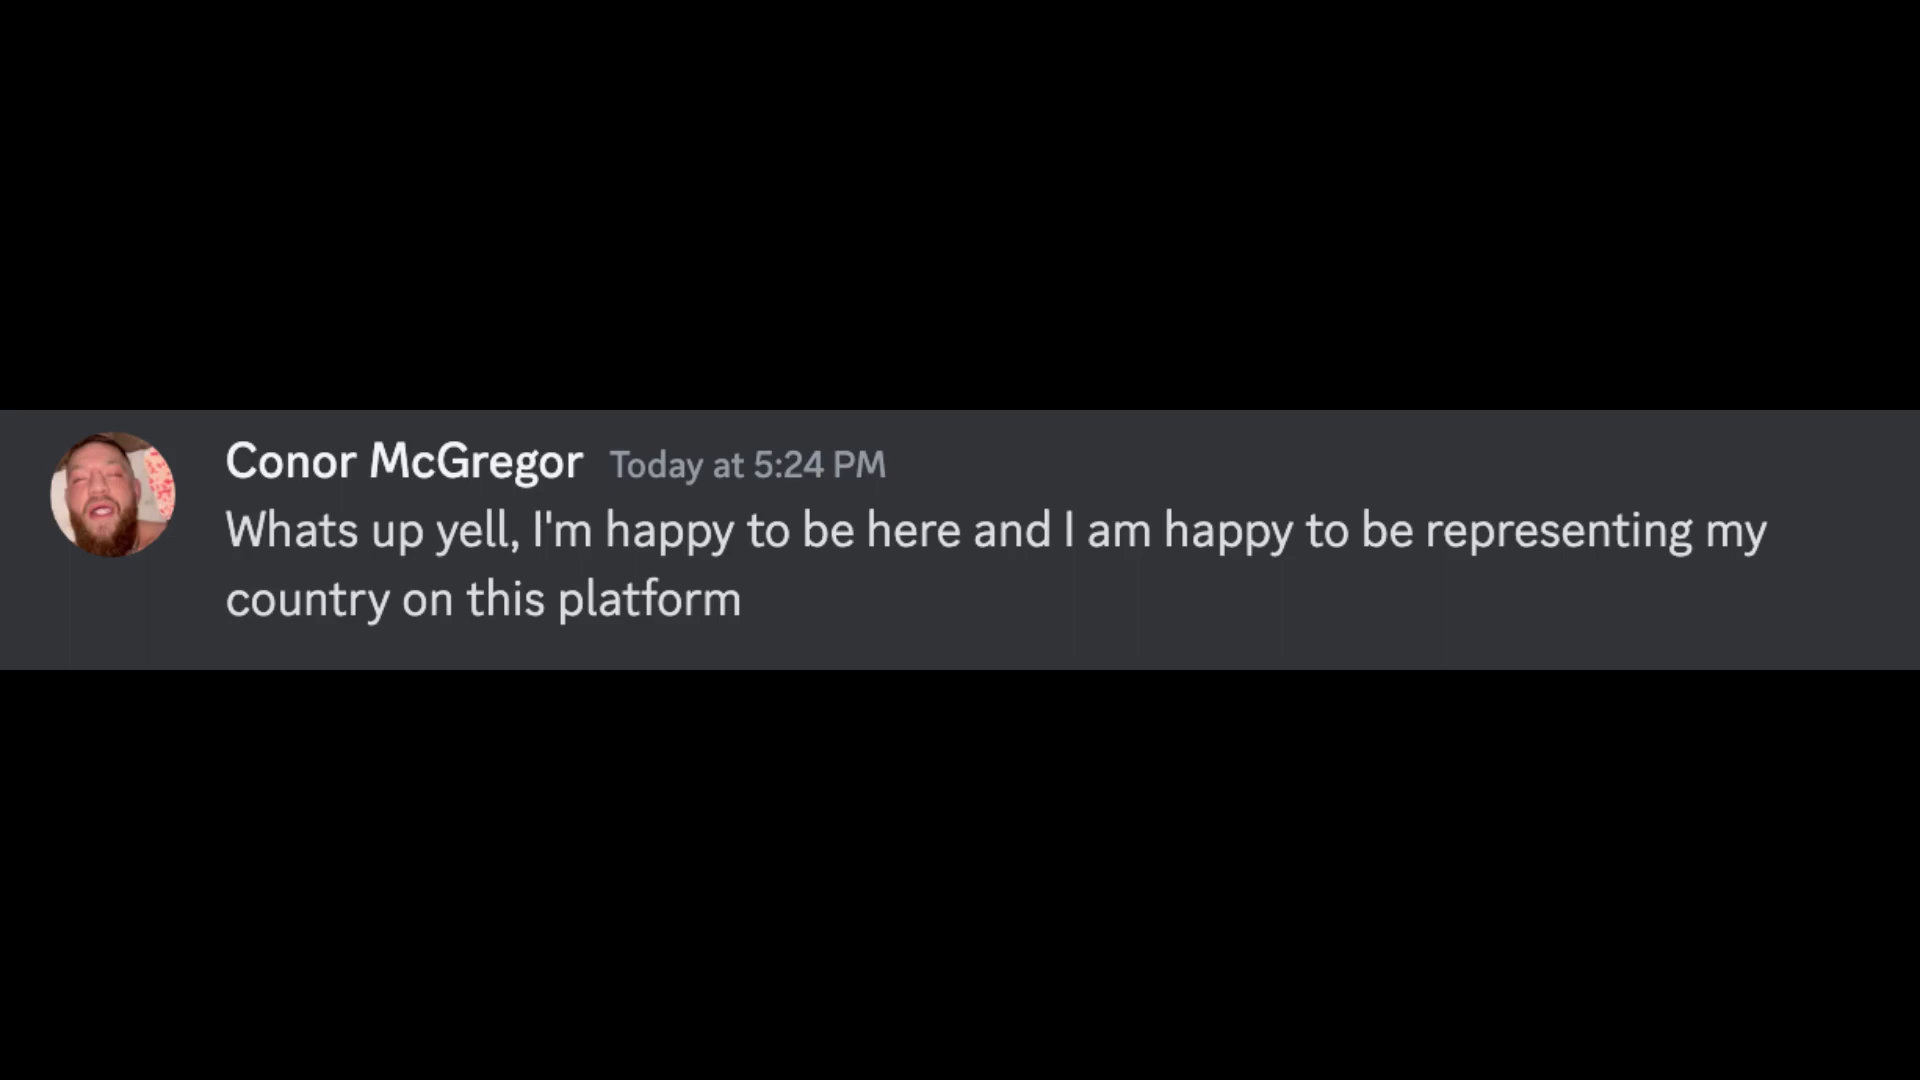 Conor McGregor Today at 5:24 PM
Whats up yell, I'm happy to be here and I am happy to be representing my
country on this platform